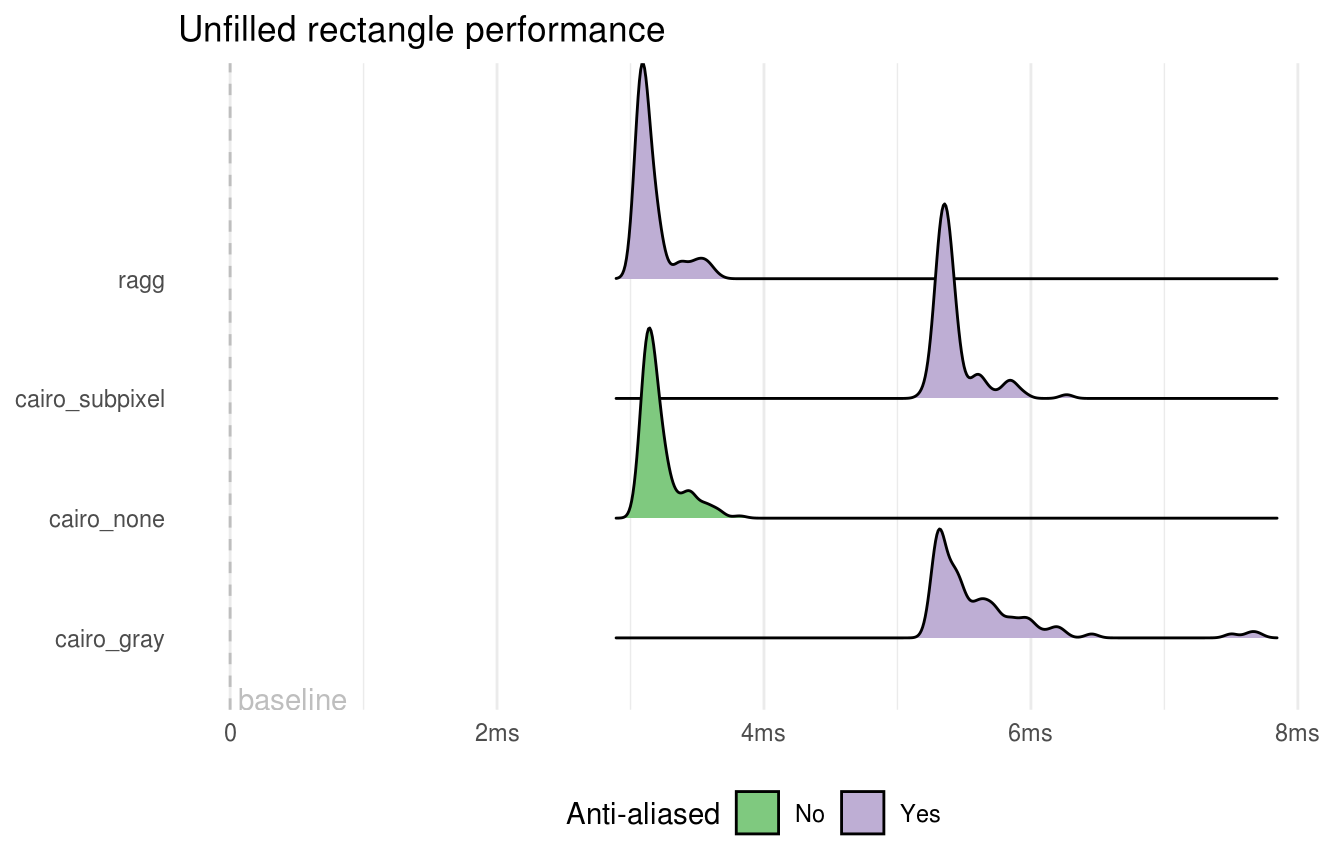 Unfilled rectangle performance
ragg
cairo_subpixel
cairo_none
cairo_gray
baseline
0 2ms 4ms 6ms 8ms
Anti-aliased No Yes